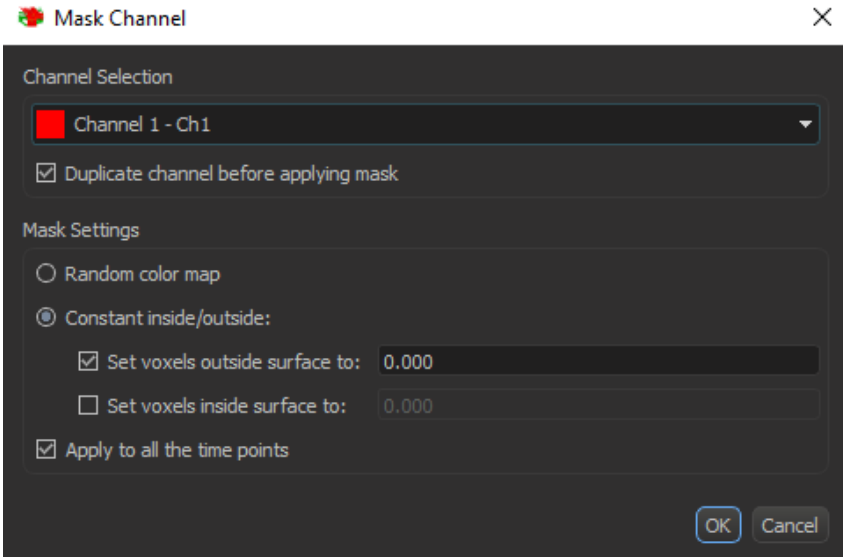 Mask Channel
Channel Selection
Channel 1 - Ch1
Duplicate channel before applying mask
Mask Settings
Random color map
Constant inside/outside:
Set voxels outside surface to: 0.000
Set voxels inside surface to: 0.000
Apply to all the time points
OK Cancel